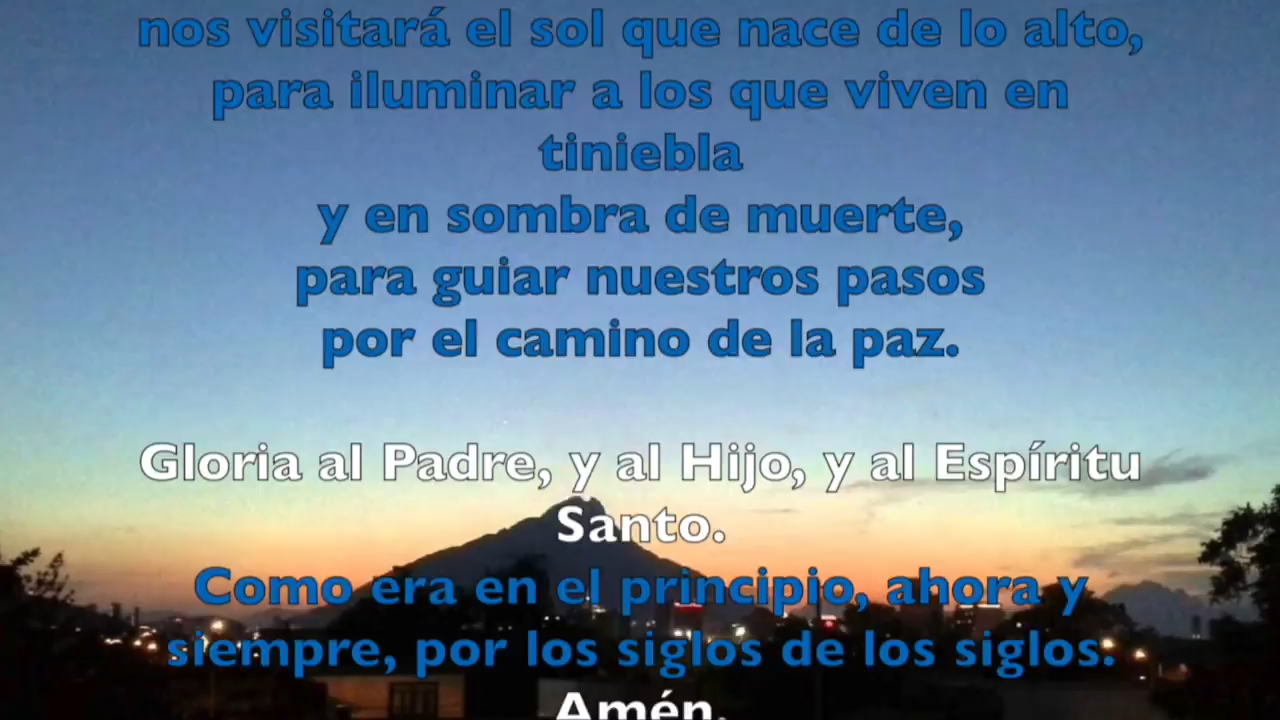 nos visitará el sol que nace de lo alto,
para iluminar a los que viven en
tiniebla
y en sombra de muerte,
para guiar nuestros pasos
por el camino de la paz.
Gloria al Padre, y al Hijo, y al Espíritu
Santo.
Como era en el principio, ahora y
siempre, por los siglos de los siglos.
Amén.